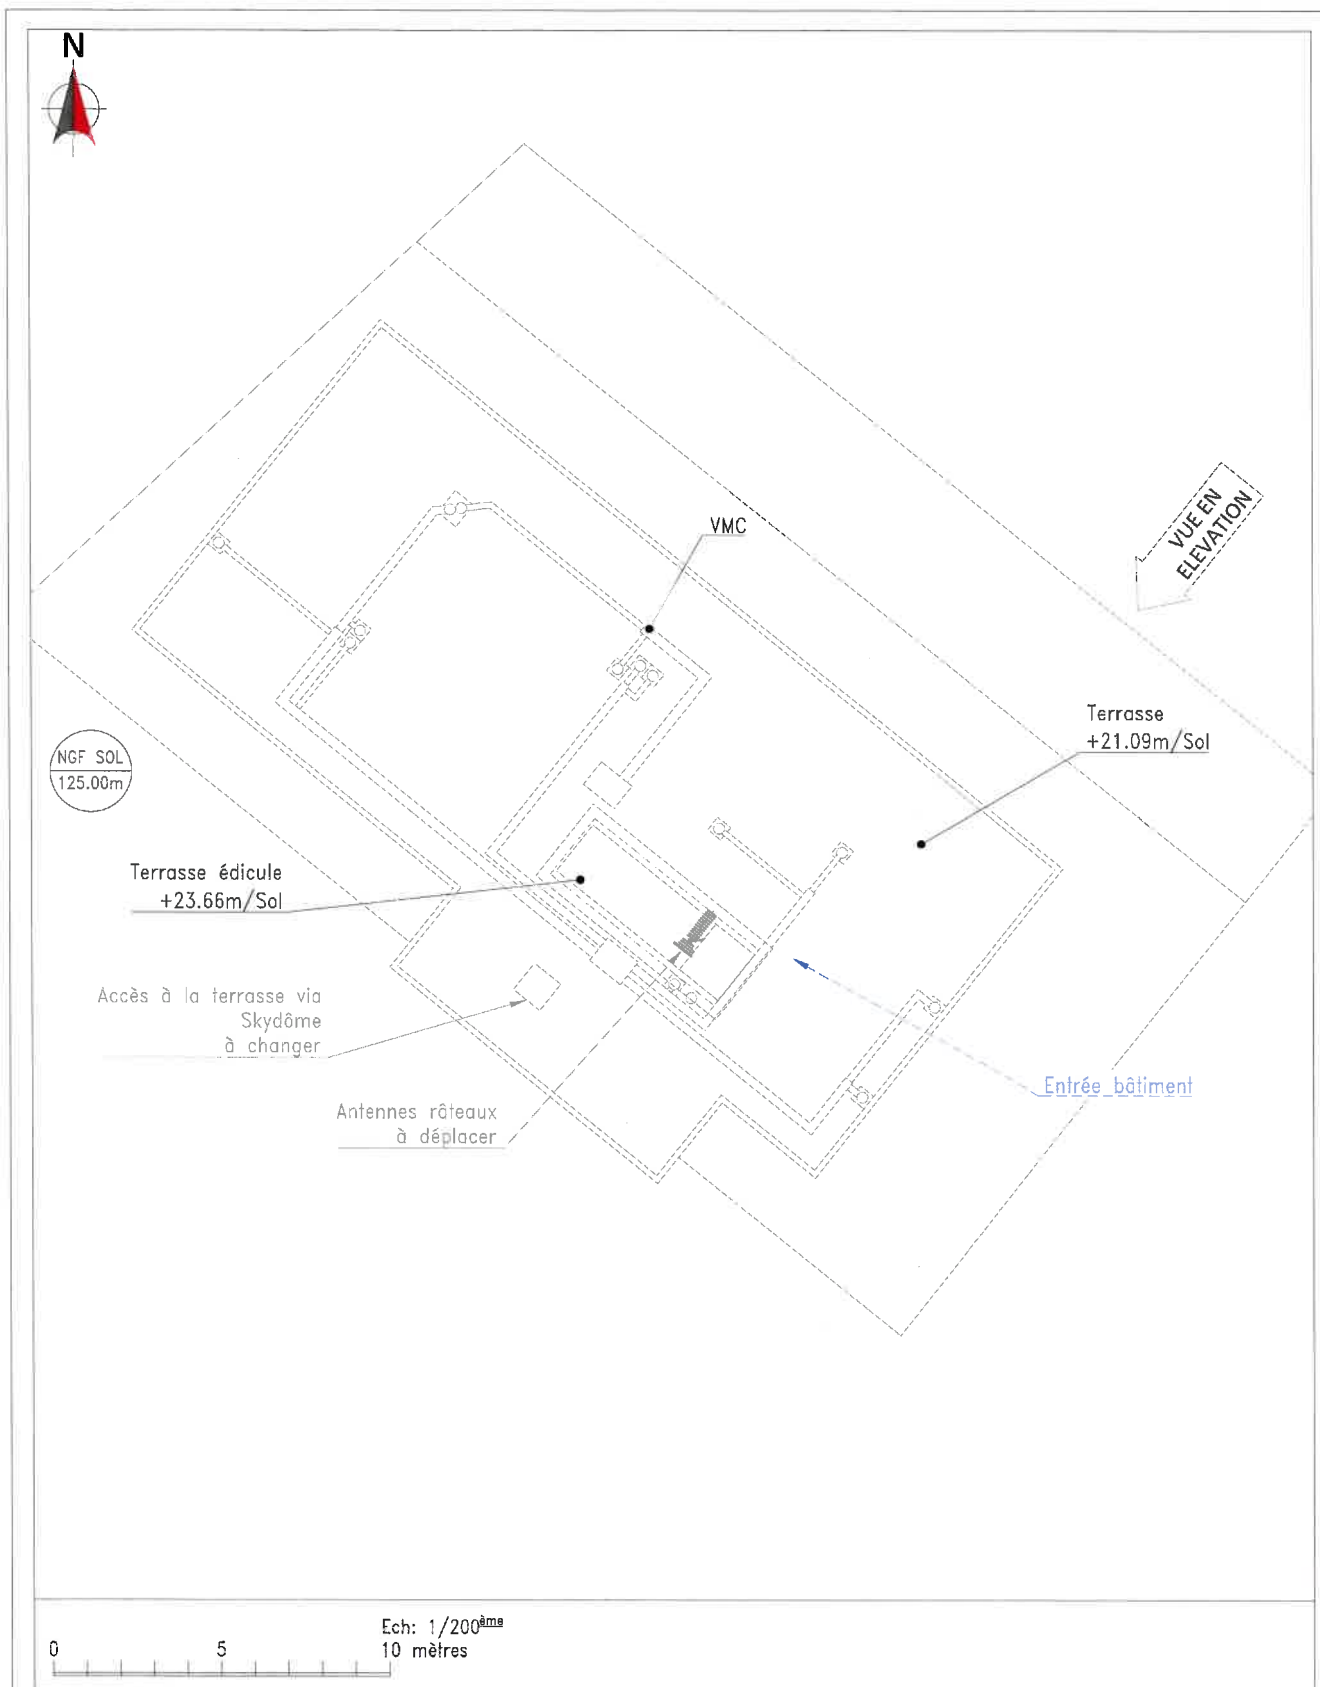 N
VUE EN
ELEVATION
VMC
Terrasse
+21.09m/Sol
NGF SOL
125.00m
Terrasse édicule
+23.66m/Sol
Accès à la terrasse via
Skydôme
à changer
Antennes râteaux
à déplacer
Entrée bâtiment
Ech: 1/200ème
0 5 10 mètres